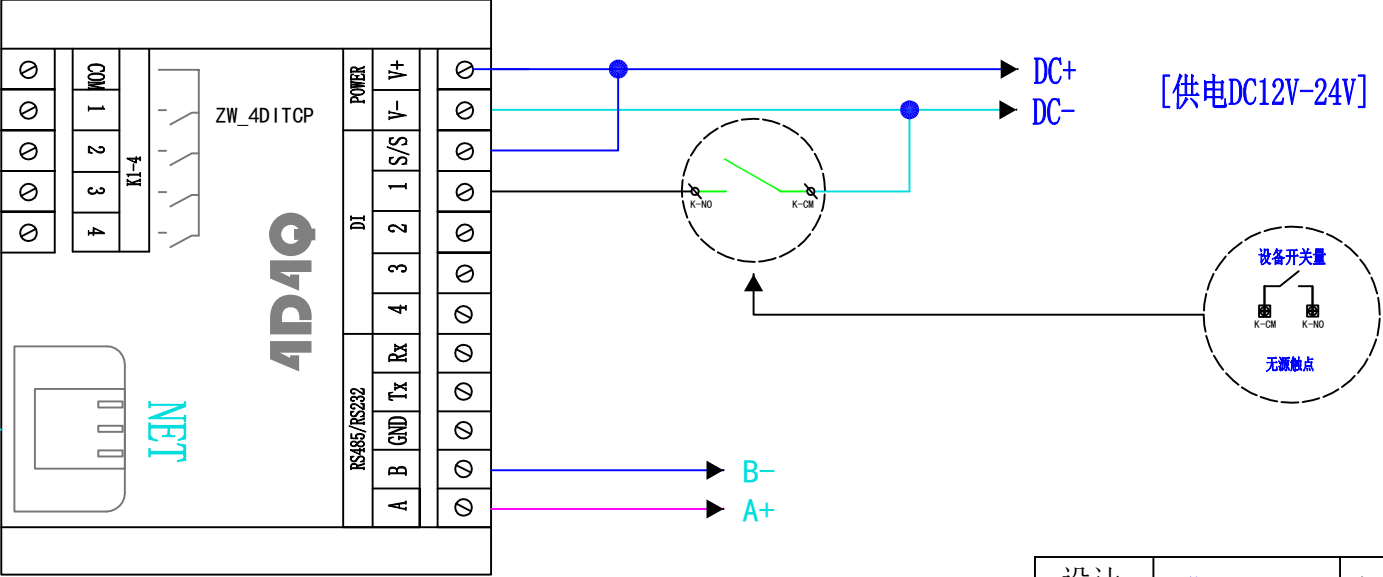 COM
1
2
3
4
K1-4
ZW_4DITCP
4D4Q
NET
POWER
V+
V-
DI
S/S
1
2
3
4
RS485/RS232
Rx
Tx
GND
B
A
DC+
DC-
[供电DC12V-24V]
K-NO
K-CM
设备开关量
K-CM
K-NO
无源触点
B-
A+
设计